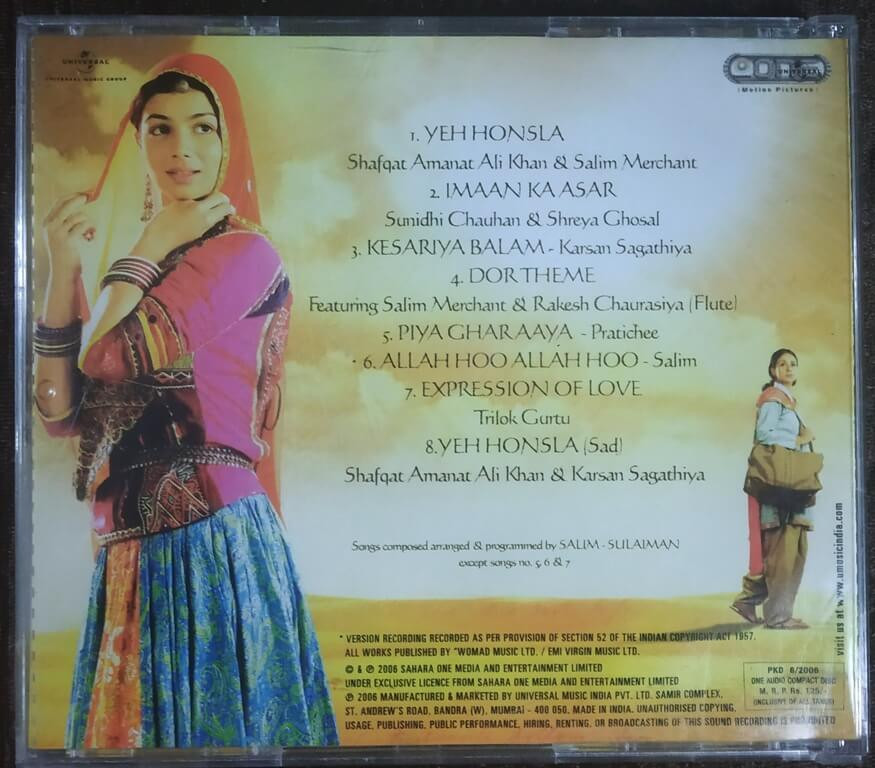 UNIVERSAL
UNIVERSAL MUSIC GROUP
UNIVERSAL
(Motion Pictures)
1. YEH HONSLA
Shafqat Amanat Ali Khan & Salim Merchant
2. IMAAN KA ASAR
Sunidhi Chauhan & Shreya Ghosal
3. KESARIYA BALAM - Karsan Sagathiya
4. DOR THEME
Featuring Salim Merchant & Rakesh Chaurasiya (Flute)
5. PIYA GHARAAYA - Pratichee
6. ALLAH HOO ALLAH HOO - Salim
7. EXPRESSION OF LOVE
Trilok Gurtu
8. YEH HONSLA (Sad)
Shafqat Amanat Ali Khan & Karsan Sagathiya
Songs composed arranged & programmed by SALIM - SULAIMAN
except songs no. 5, 6 & 7
* VERSION RECORDING RECORDED AS PER PROVISION OF SECTION 52 OF THE INDIAN COPYRIGHT ACT 1957.
ALL WORKS PUBLISHED BY "WOMAD MUSIC LTD. / EMI VIRGIN MUSIC LTD.
© & ℗ 2006 SAHARA ONE MEDIA AND ENTERTAINMENT LIMITED
UNDER EXCLUSIVE LICENCE FROM SAHARA ONE MEDIA AND ENTERTAINMENT LIMITED
℗ 2006 MANUFACTURED & MARKETED BY UNIVERSAL MUSIC INDIA PVT. LTD. SAMIR COMPLEX,
ST. ANDREW'S ROAD, BANDRA (W), MUMBAI - 400 050. MADE IN INDIA. UNAUTHORISED COPYING,
USAGE, PUBLISHING, PUBLIC PERFORMANCE, HIRING, RENTING, OR BROADCASTING OF THIS SOUND RECORDING IS PROHIBITED
PKD 6/2006
ONE AUDIO COMPACT DISC
M. R. P. Rs. 125/-
(INCLUSIVE OF ALL TAXES)
visit us at www.umusicindia.com